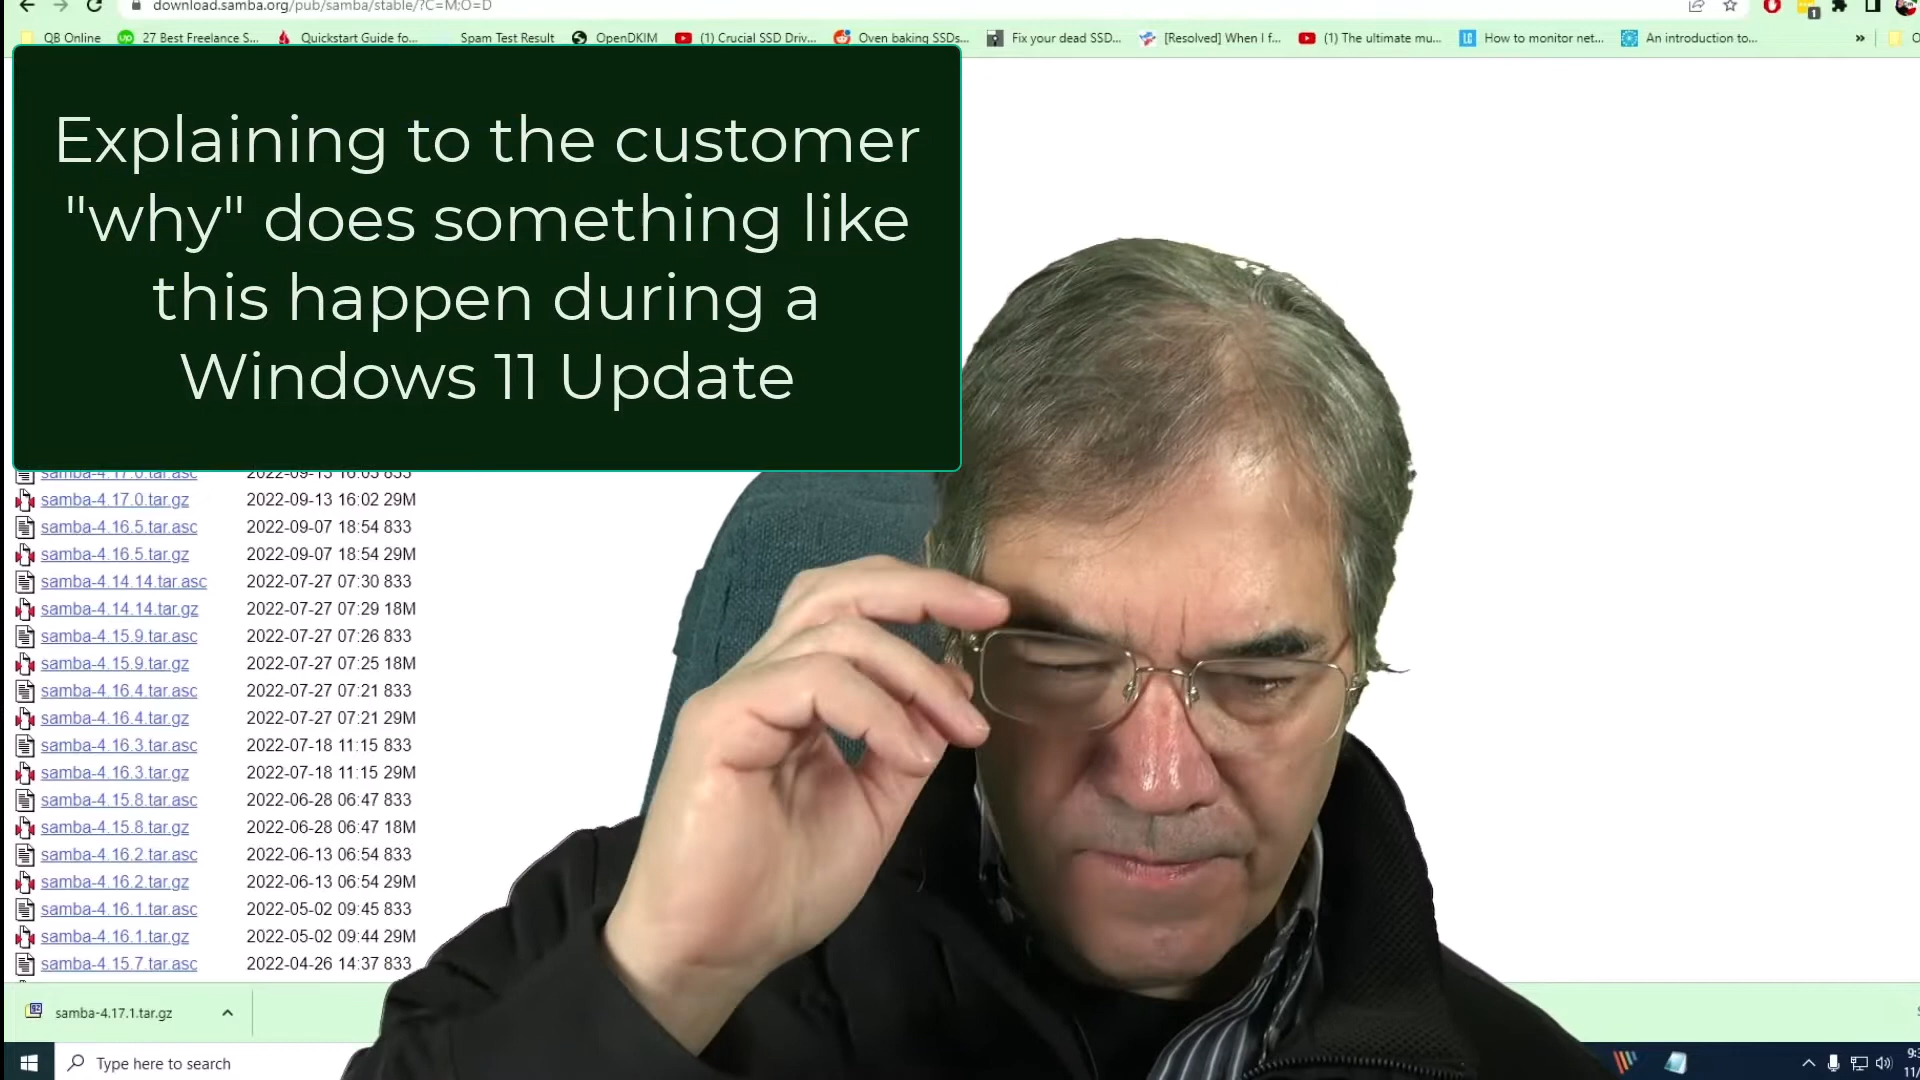 download.samba.org/pub/samba/stable/?C=M;O=D
QB Online
27 Best Freelance S...
Quickstart Guide fo...
Spam Test Result
OpenDKIM
(1) Crucial SSD Driv...
Oven baking SSDs...
Fix your dead SSD...
[Resolved] When I f...
(1) The ultimate mu...
How to monitor net...
An introduction to...
Explaining to the customer
"why" does something like
this happen during a
Windows 11 Update
samba-4.17.0.tar.asc 2022-09-13 16:03 833
samba-4.17.0.tar.gz 2022-09-13 16:02 29M
samba-4.16.5.tar.asc 2022-09-07 18:54 833
samba-4.16.5.tar.gz 2022-09-07 18:54 29M
samba-4.14.14.tar.asc 2022-07-27 07:30 833
samba-4.14.14.tar.gz 2022-07-27 07:29 18M
samba-4.15.9.tar.asc 2022-07-27 07:26 833
samba-4.15.9.tar.gz 2022-07-27 07:25 18M
samba-4.16.4.tar.asc 2022-07-27 07:21 833
samba-4.16.4.tar.gz 2022-07-27 07:21 29M
samba-4.16.3.tar.asc 2022-07-18 11:15 833
samba-4.16.3.tar.gz 2022-07-18 11:15 29M
samba-4.15.8.tar.asc 2022-06-28 06:47 833
samba-4.15.8.tar.gz 2022-06-28 06:47 18M
samba-4.16.2.tar.asc 2022-06-13 06:54 833
samba-4.16.2.tar.gz 2022-06-13 06:54 29M
samba-4.16.1.tar.asc 2022-05-02 09:45 833
samba-4.16.1.tar.gz 2022-05-02 09:44 29M
samba-4.15.7.tar.asc 2022-04-26 14:37 833
samba-4.17.1.tar.gz
Type here to search